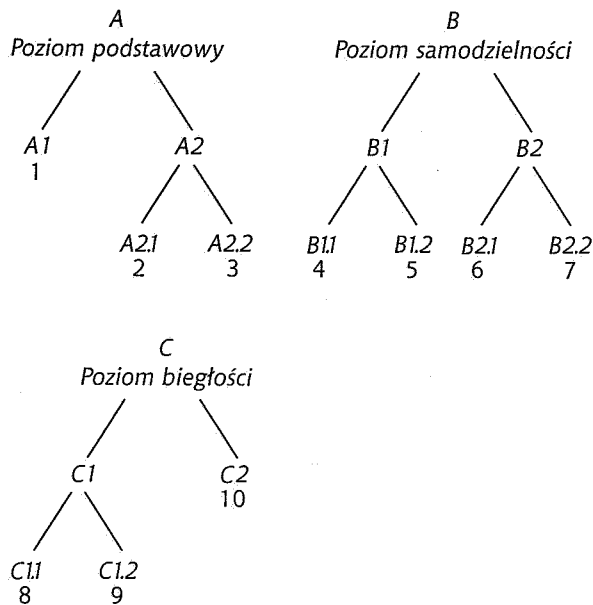 A
Poziom podstawowy
A1
1
A2
A2.1
2
A2.2
3
B
Poziom samodzielności
B1
B2
B1.1
4
B1.2
5
B2.1
6
B2.2
7
C
Poziom biegłości
C1
C2
10
C1.1
8
C1.2
9